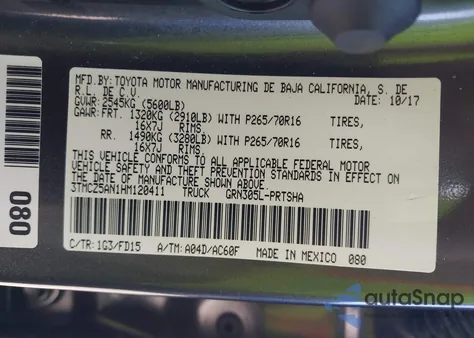 MFD.BY:TOYOTA MOTOR MANUFACTURING DE BAJA CALIFORNIA, S. DE
R.L. DE C.V. DATE: 10/17
GVWR:2545KG (5600LB)
GAWR:FRT. 1320KG (2910LB) WITH P265/70R16 TIRES,
16X7J RIMS,
RR. 1490KG (3280LB) WITH P265/70R16 TIRES,
16X7J RIMS.
THIS VEHICLE CONFORMS TO ALL APPLICABLE FEDERAL MOTOR
VEHICLE SAFETY, BUMPER, AND THEFT PREVENTION STANDARDS IN EFFECT
ON THE DATE OF MANUFACTURE SHOWN ABOVE.
3TMCZ5AN1HM120411 TRUCK GRN305L-PRTSHA
C/TR:1G3/FD15 A/TM:A04D/AC60F MADE IN MEXICO 080
080
autoSnap